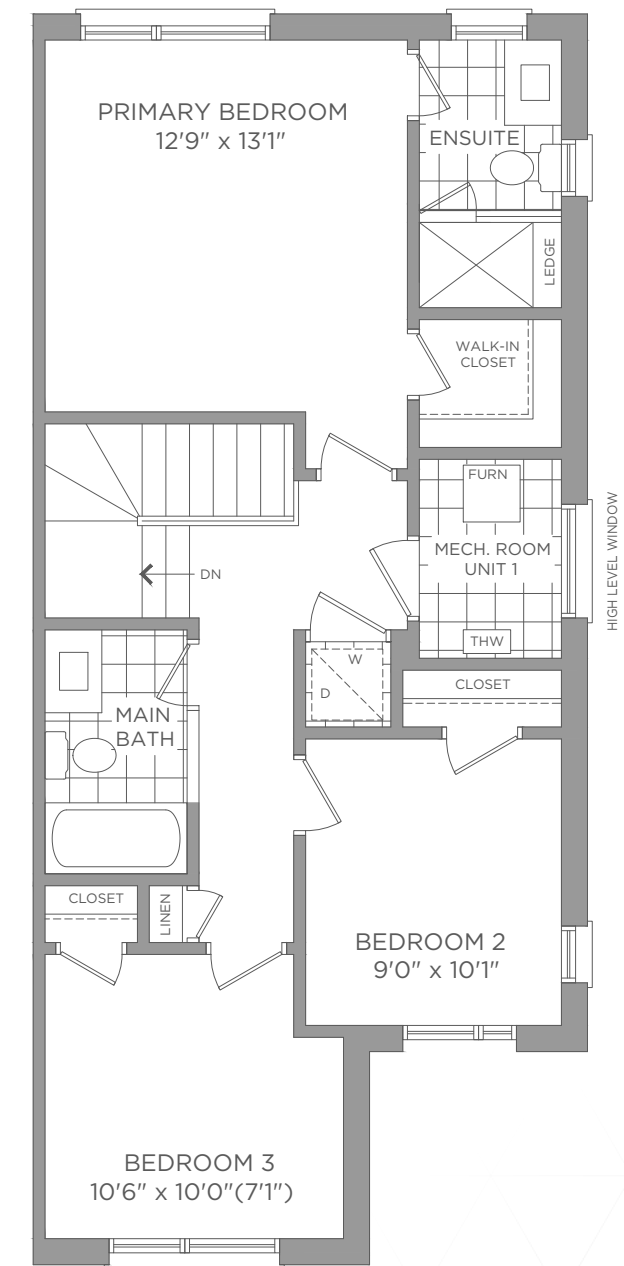 PRIMARY BEDROOM
12'9" x 13'1"
ENSUITE
LEDGE
WALK-IN
CLOSET
FURN
MECH. ROOM
UNIT 1
THW
HIGH LEVEL WINDOW
DN
W
D
CLOSET
MAIN
BATH
CLOSET
LINEN
BEDROOM 2
9'0" x 10'1"
BEDROOM 3
10'6" x 10'0"(7'1")